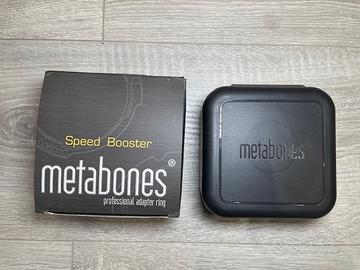 Speed Booster
metabones®
professional adapter ring
metabones®